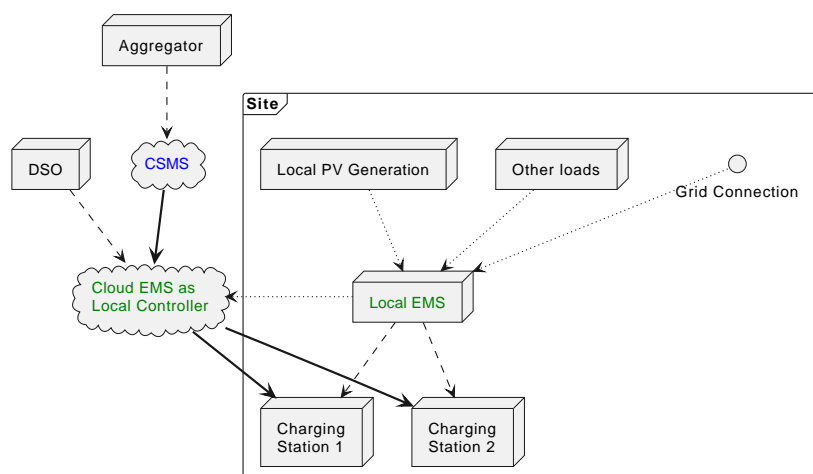 Aggregator
Site
CSMS
DSO
Local PV Generation
Other loads
Grid Connection
Cloud EMS as
Local Controller
Local EMS
Charging
Station 1
Charging
Station 2